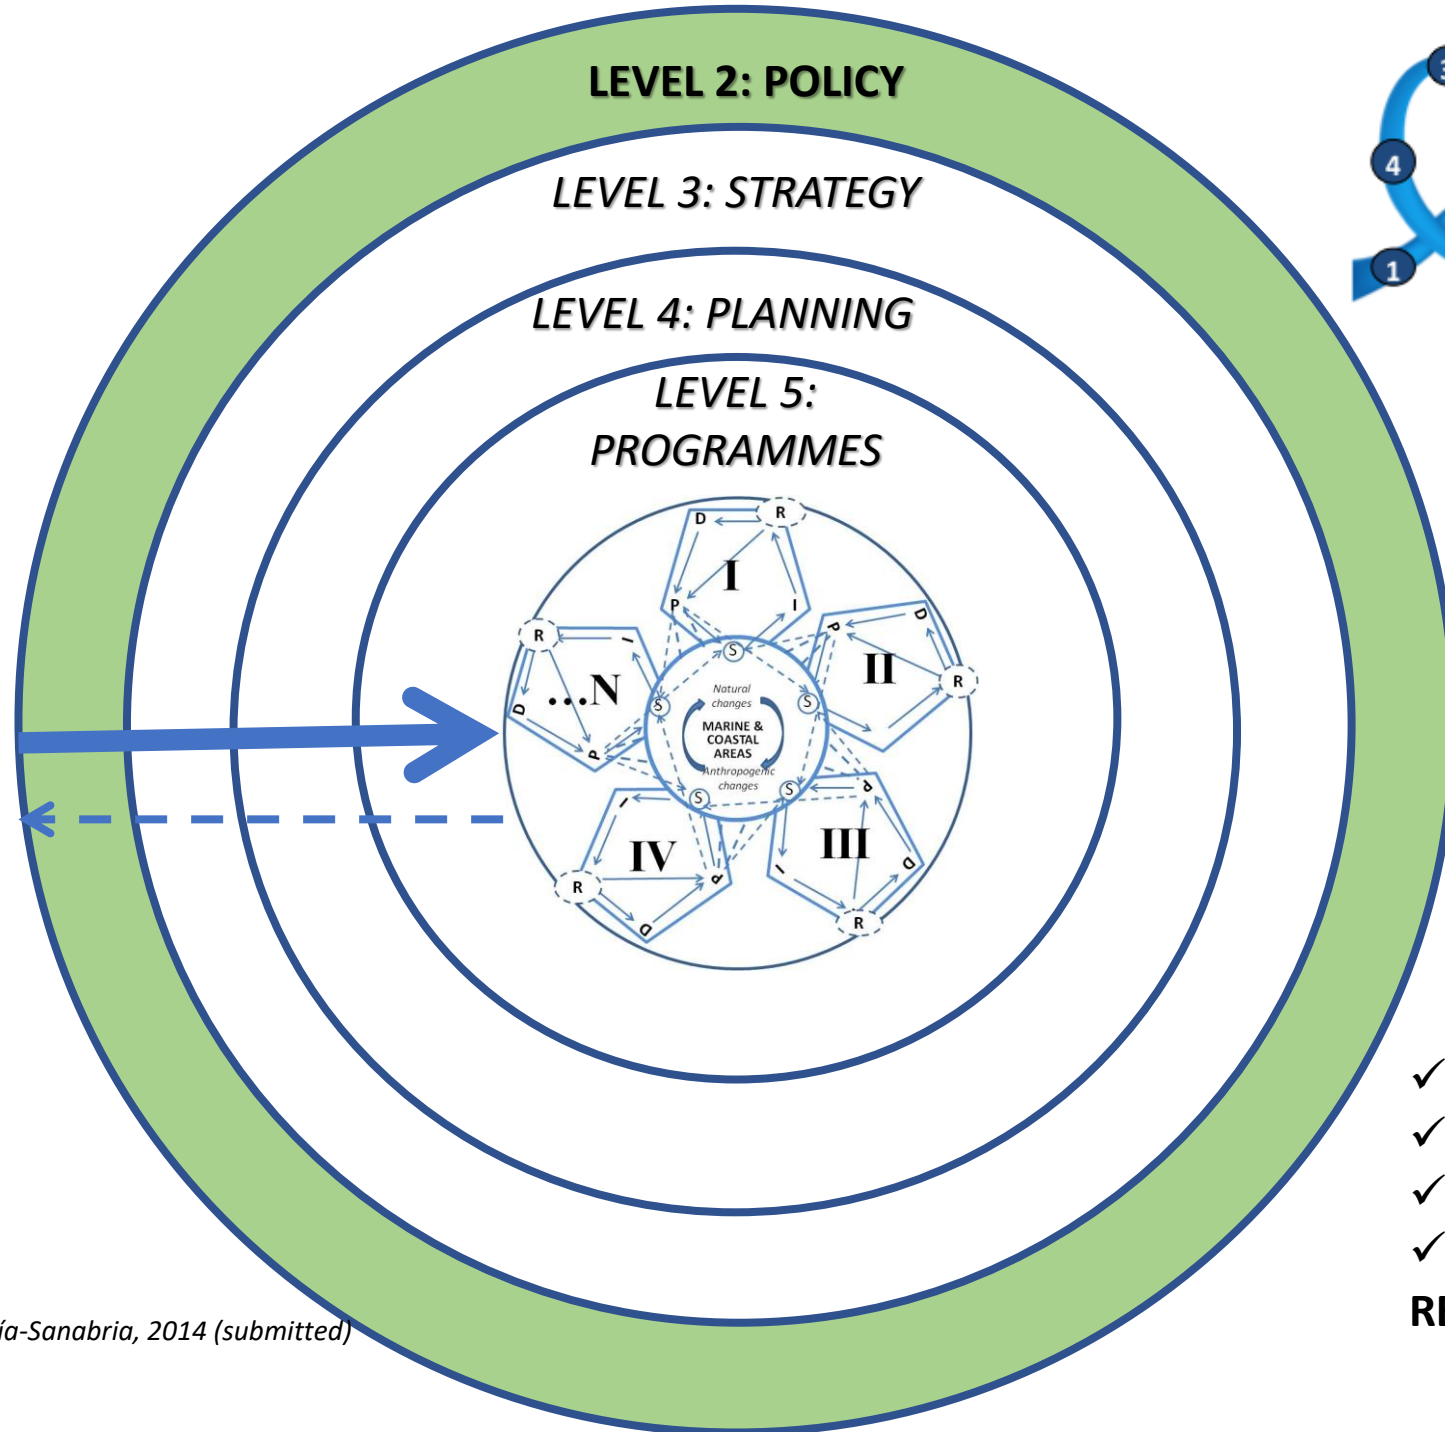 LEVEL 2: POLICY
3
4
1
LEVEL 3: STRATEGY
LEVEL 4: PLANNING
LEVEL 5:
PROGRAMMES
D R
I
P I
S
R I
...N
D P
S
P D
II
R
S
Natural
changes
MARINE &
COASTAL
AREAS
Anthropogenic
changes
S S
I
IV
R P
D
P
III
I D
R
✓
✓
✓
✓
ía-Sanabria, 2014 (submitted)